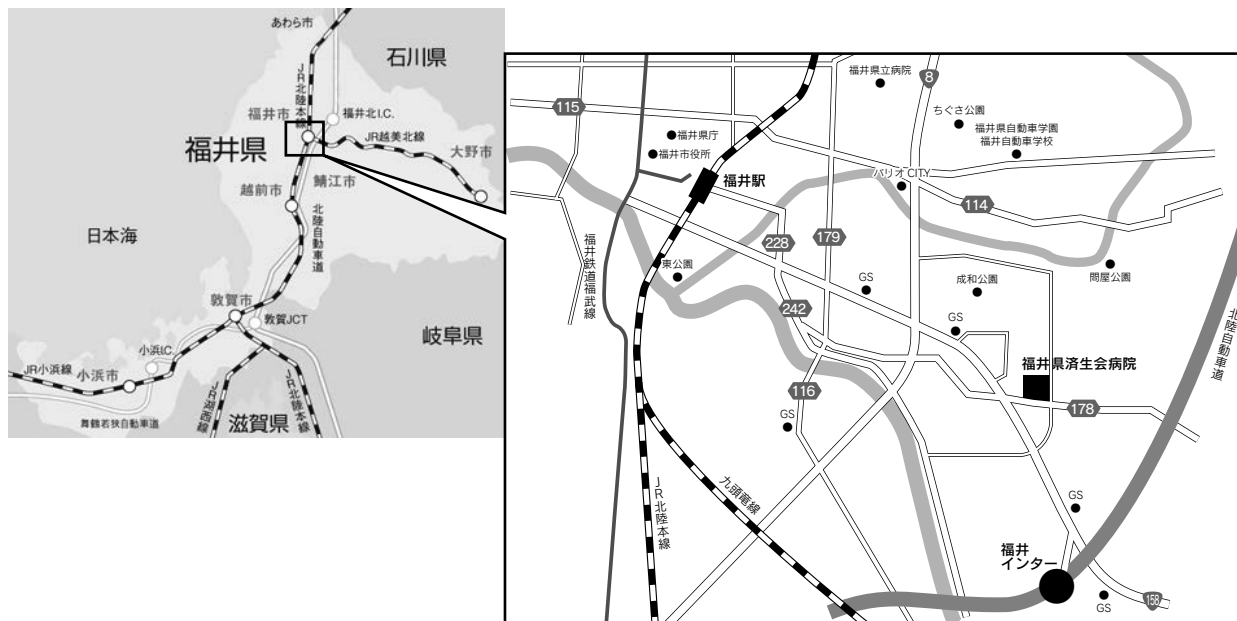 あわら市
石川県
JR北陸本線
福井北I.C.
福井市
JR越美北線
福井県
大野市
鯖江市
越前市
北陸自動車道
日本海
敦賀市
敦賀JCT
岐阜県
小浜I.C.
JR小浜線
小浜市
JR湖西線
JR北陸本線
滋賀県
舞鶴若狭自動車道
福井県立病院
8
115
ちぐさ公園
福井県庁
福井県自動車学園
福井自動車学校
福井市役所
福井駅
パリオCITY
114
228
179
福井鉄道福武線
東公園
GS
成和公園
問屋公園
242
GS
北陸自動車道
福井県済生会病院
116
178
GS
JR北陸本線
九頭竜線
GS
福井
インター
158
GS